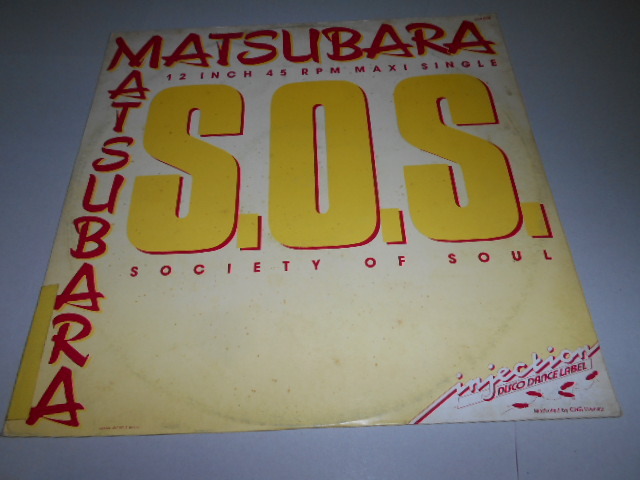 MATSUBARA
12 INCH 45 RPM MAXI SINGLE
MATSUBARA
S.O.S.
SOCIETY OF SOUL
injection
DISCO DANCE LABEL